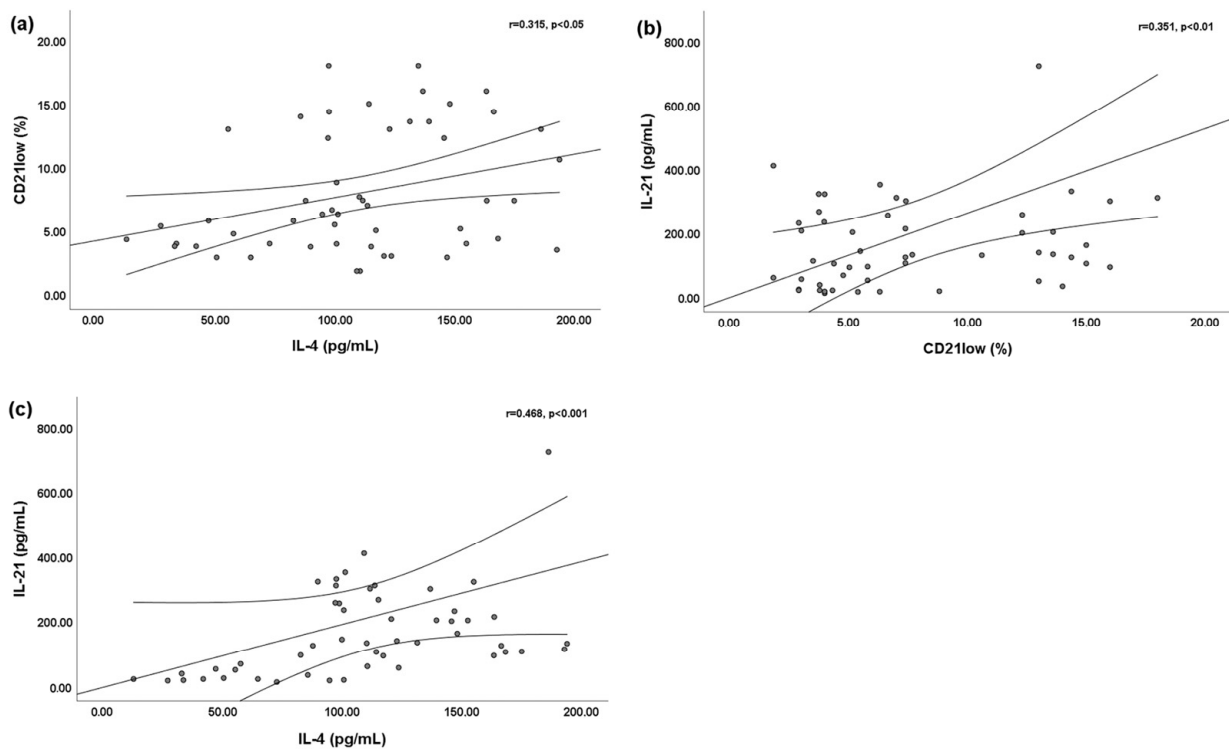 (a)
r=0.315, p<0.05
20.00
15.00
10.00
5.00
0.00
CD21low (%)
0.00 50.00 100.00 150.00 200.00
IL-4 (pg/mL)
(b)
r=0.351, p<0.01
800.00
600.00
400.00
200.00
0.00
IL-21 (pg/mL)
0.00 5.00 10.00 15.00 20.00
CD21low (%)
(c)
r=0.468, p<0.001
800.00
600.00
400.00
200.00
0.00
IL-21 (pg/mL)
0.00 50.00 100.00 150.00 200.00
IL-4 (pg/mL)